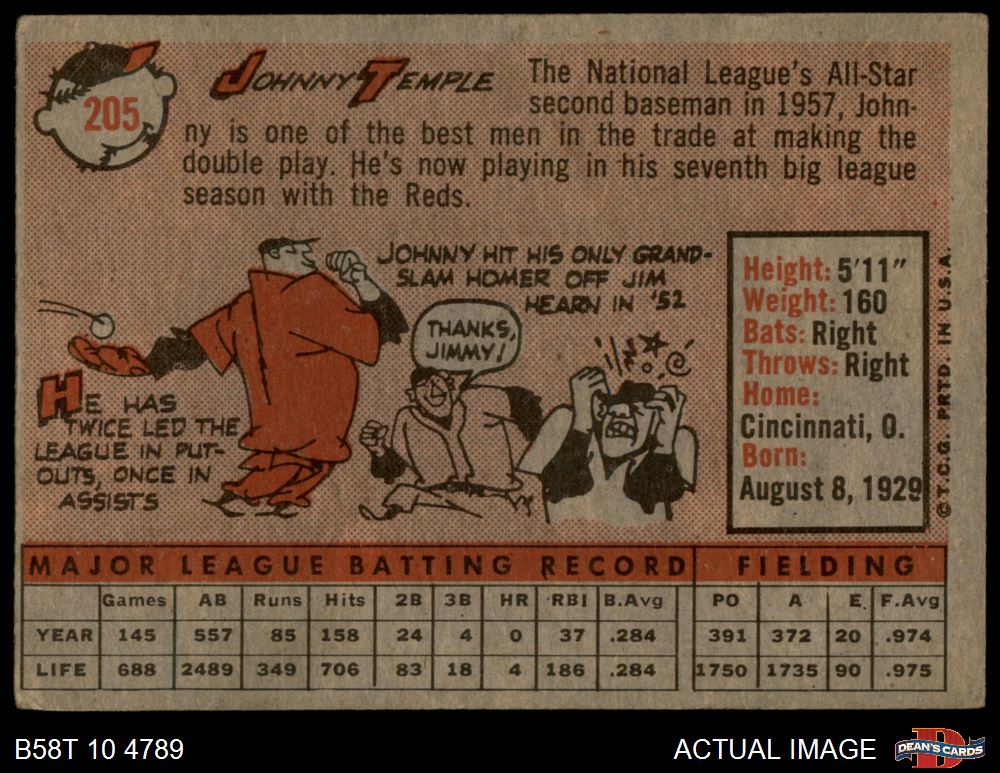 205
JOHNNY TEMPLE
The National League's All-Star
second baseman in 1957, John-
ny is one of the best men in the trade at making the
double play. He's now playing in his seventh big league
season with the Reds.
JOHNNY HIT HIS ONLY GRAND-
SLAM HOMER OFF JIM
HEARN IN '52
THANKS,
JIMMY!
HE HAS
TWICE LED THE
LEAGUE IN PUT-
OUTS, ONCE IN
ASSISTS
Height: 5'11"
Weight: 160
Bats: Right
Throws: Right
Home:
Cincinnati, O.
Born:
August 8, 1929
© T.C.G. PRTD. IN U.S.A.
MAJOR LEAGUE BATTING RECORD FIELDING
Games AB Runs Hits 2B 3B HR RBI B.Avg PO A E. F.Avg
YEAR 145 557 85 158 24 4 0 37 .284 391 372 20 .974
LIFE 688 2489 349 706 83 18 4 186 .284 1750 1735 90 .975
B58T 10 4789
ACTUAL IMAGE
D
DEAN'S CARDS